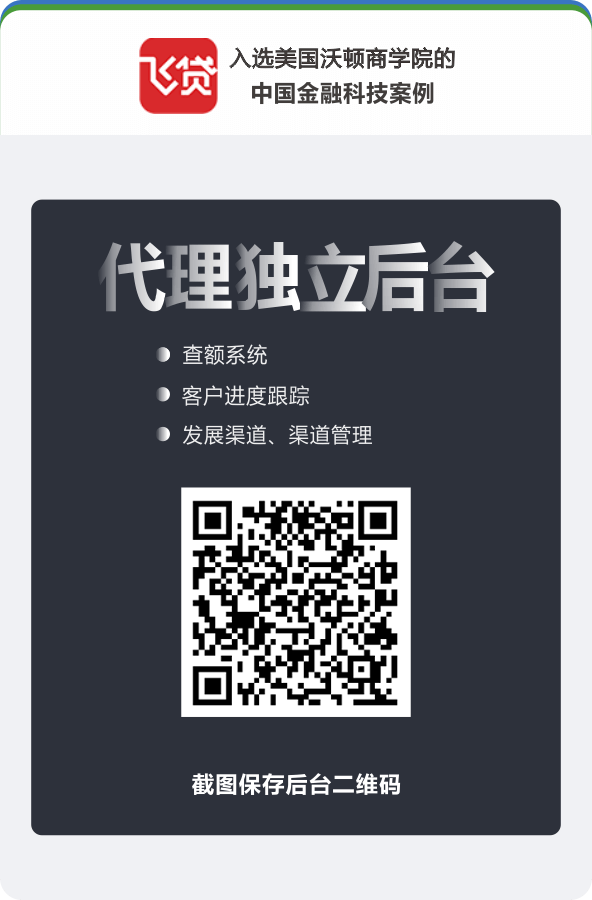 飞贷
入选美国沃顿商学院的
中国金融科技案例
代理独立后台
查额系统
客户进度跟踪
发展渠道、渠道管理
截图保存后台二维码